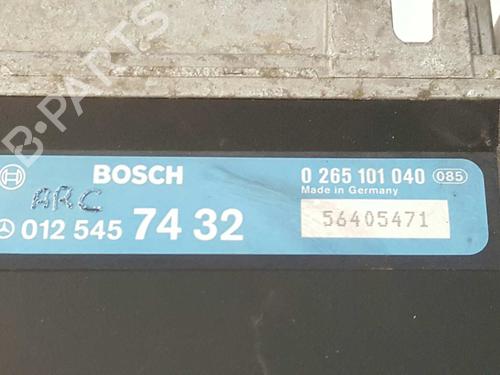 BOSCH
0 265 101 040 085
Made in Germany
ARC
012 545 74 32
56405471
B-PARTS